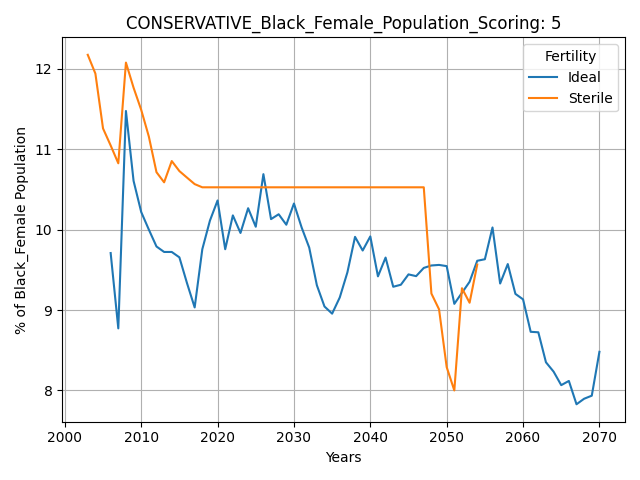 CONSERVATIVE_Black_Female_Population_Scoring: 5
Fertility
Ideal
Sterile
% of Black_Female Population
12
11
10
9
8
2000 2010 2020 2030 2040 2050 2060 2070
Years